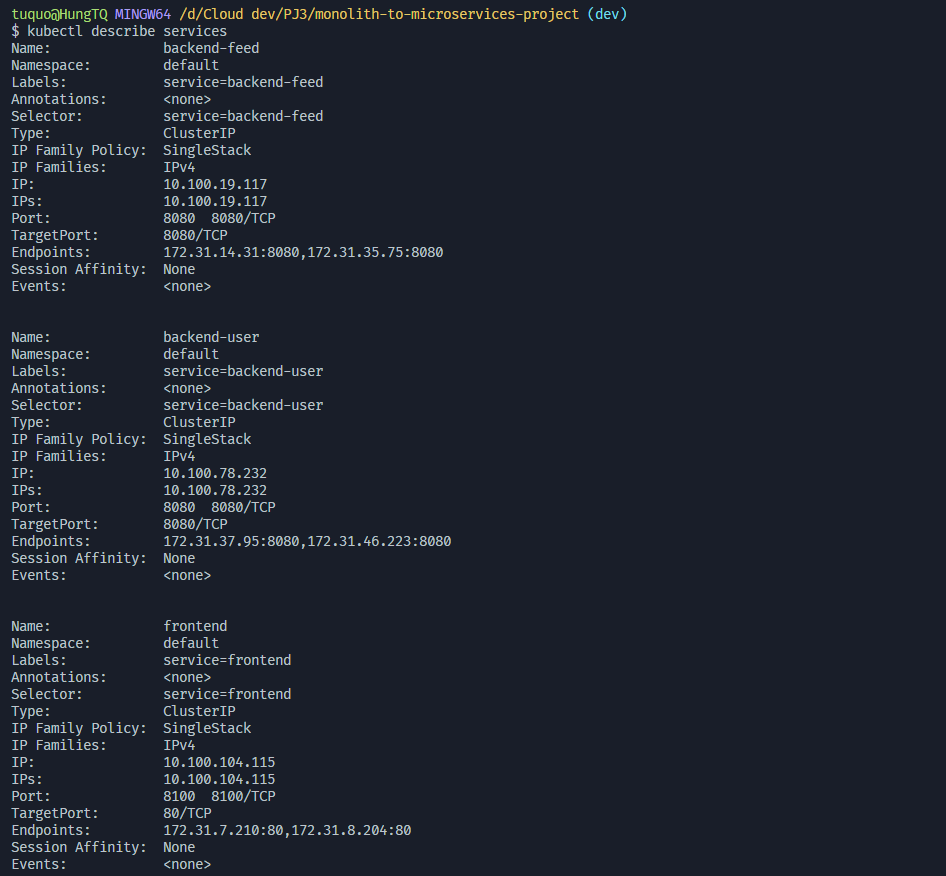 tuquo@HungTQ MINGW64 /d/Cloud dev/PJ3/monolith-to-microservices-project (dev)
$ kubectl describe services
Name:              backend-feed
Namespace:         default
Labels:            service=backend-feed
Annotations:       <none>
Selector:          service=backend-feed
Type:              ClusterIP
IP Family Policy:  SingleStack
IP Families:       IPv4
IP:                10.100.19.117
IPs:               10.100.19.117
Port:              8080  8080/TCP
TargetPort:        8080/TCP
Endpoints:         172.31.14.31:8080,172.31.35.75:8080
Session Affinity:  None
Events:            <none>
Name:              backend-user
Namespace:         default
Labels:            service=backend-user
Annotations:       <none>
Selector:          service=backend-user
Type:              ClusterIP
IP Family Policy:  SingleStack
IP Families:       IPv4
IP:                10.100.78.232
IPs:               10.100.78.232
Port:              8080  8080/TCP
TargetPort:        8080/TCP
Endpoints:         172.31.37.95:8080,172.31.46.223:8080
Session Affinity:  None
Events:            <none>
Name:              frontend
Namespace:         default
Labels:            service=frontend
Annotations:       <none>
Selector:          service=frontend
Type:              ClusterIP
IP Family Policy:  SingleStack
IP Families:       IPv4
IP:                10.100.104.115
IPs:               10.100.104.115
Port:              8100  8100/TCP
TargetPort:        80/TCP
Endpoints:         172.31.7.210:80,172.31.8.204:80
Session Affinity:  None
Events:            <none>